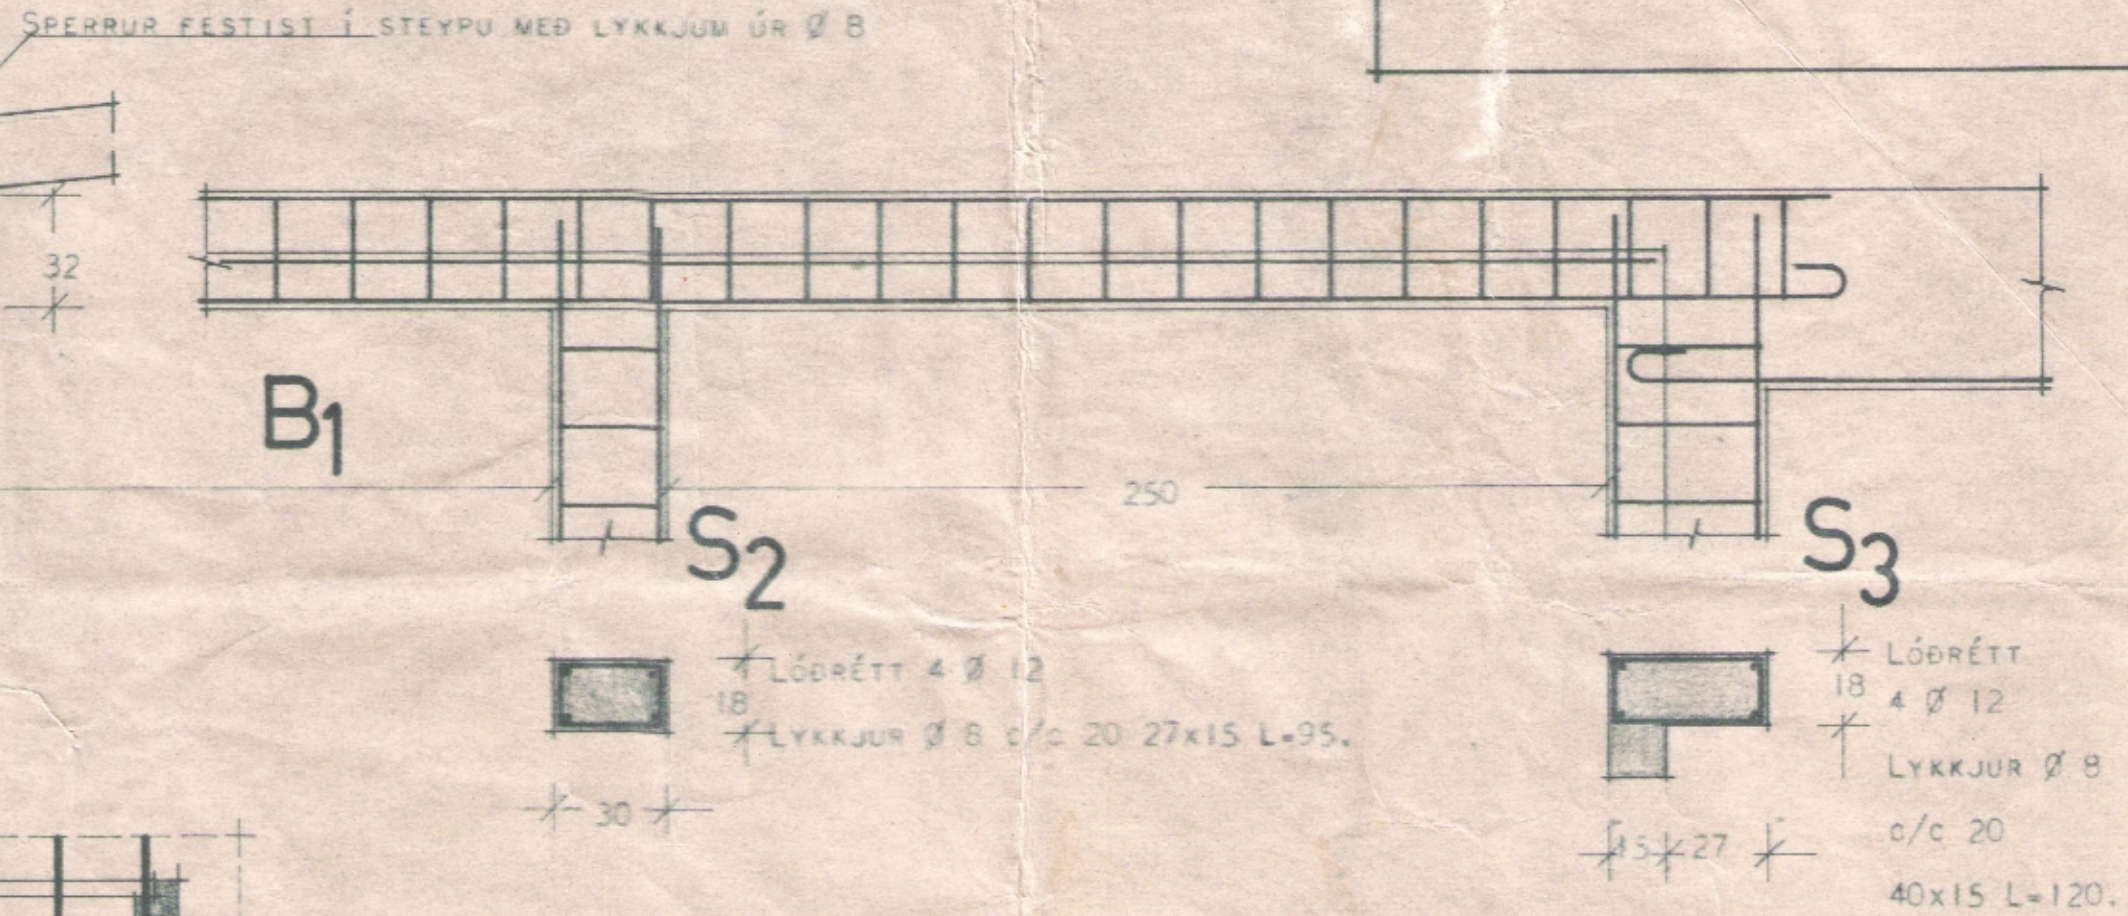 SPERRUR FESTIST Í STEYPU MEÐ LYKKJUM ÚR Ø 8
32
B1
250
S2
S3
LÓÐRÉTT 4 Ø 12
18
LYKKJUR Ø 8 c/c 20 27x15 L=95.
30
LÓÐRÉTT
18
4 Ø 12
LYKKJUR Ø 8
c/c 20
15 27
40x15 L=120.